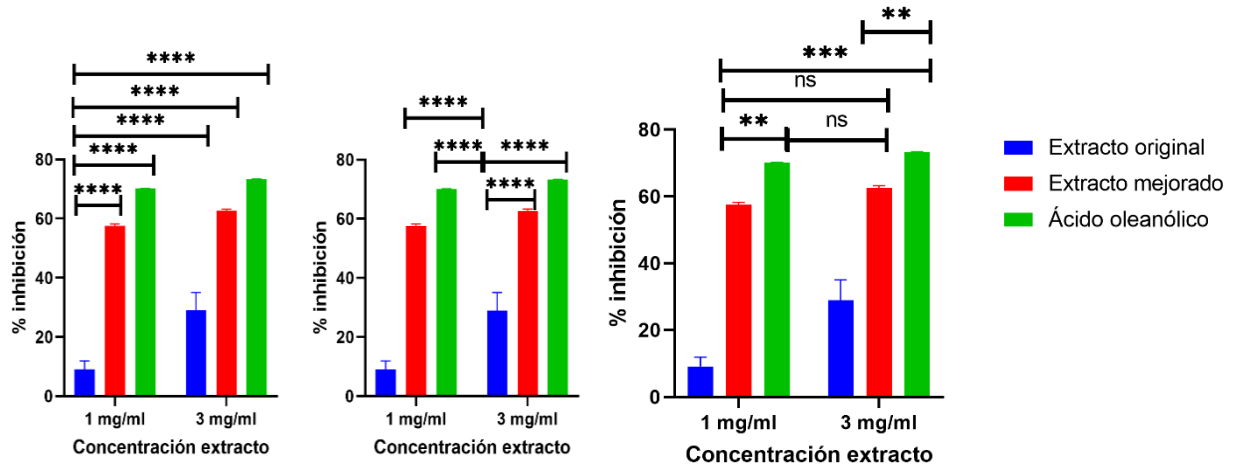 ****
****
****
****
****
80
60
40
20
0
% inhibición
1 mg/ml
3 mg/ml
Concentración extracto
****
****
****
****
80
60
40
20
0
% inhibición
1 mg/ml
3 mg/ml
Concentración extracto
**
***
ns
**
ns
80
60
40
20
0
% inhibición
1 mg/ml
3 mg/ml
Concentración extracto
Extracto original
Extracto mejorado
Ácido oleanólico